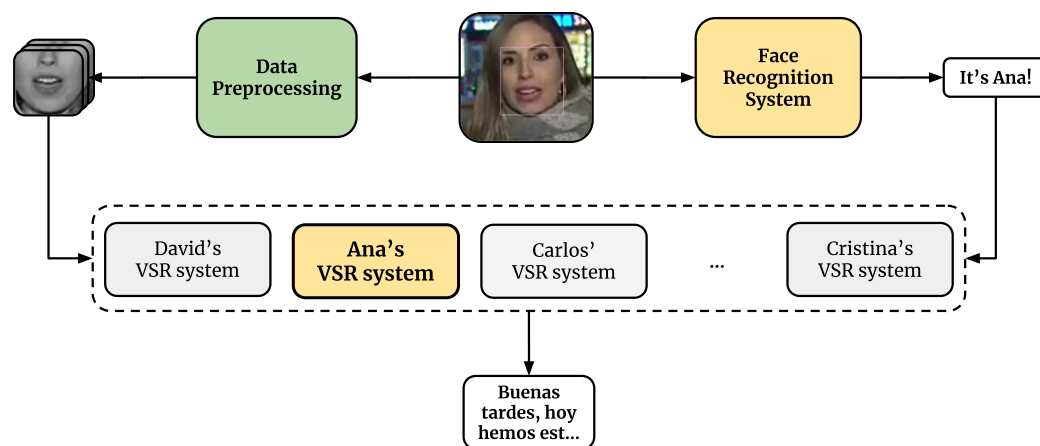 Data
Preprocessing
Face
Recognition
System
It's Ana!
David's
VSR system
Ana's
VSR system
Carlos'
VSR system
...
Cristina's
VSR system
Buenas
tardes, hoy
hemos est...